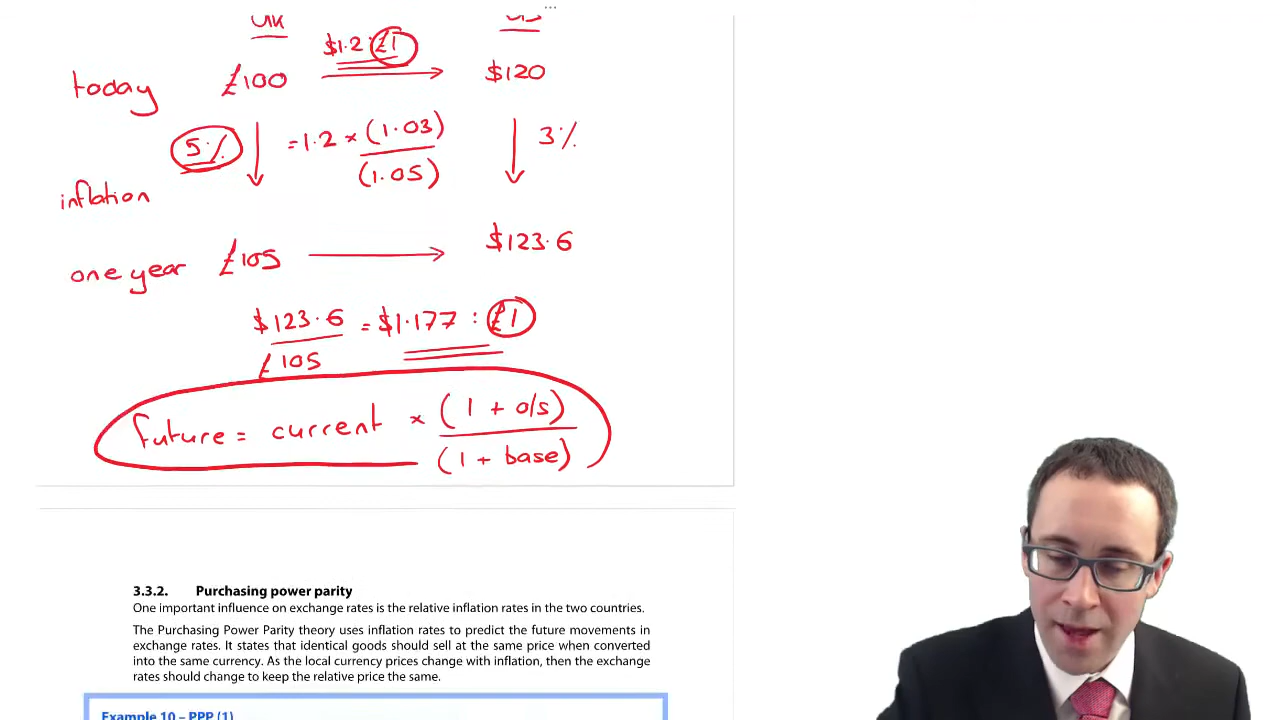 UK US
$1.2 : £1
today £100 $120
5% = 1.2 × (1.03) 3%
(1.05)
inflation
one year £105 $123.6
$123.6 = $1.177 : £1
£105
future = current × (1 + o/s)
(1 + base)
3.3.2. Purchasing power parity
One important influence on exchange rates is the relative inflation rates in the two countries.
The Purchasing Power Parity theory uses inflation rates to predict the future movements in
exchange rates. It states that identical goods should sell at the same price when converted
into the same currency. As the local currency prices change with inflation, then the exchange
rates should change to keep the relative price the same.
Example 10 – PPP (1)